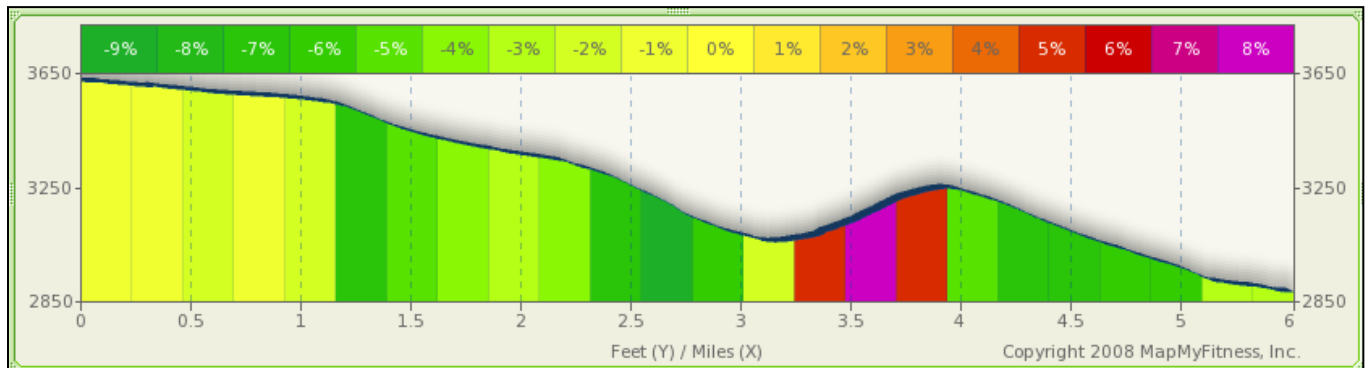 -9% -8% -7% -6% -5% -4% -3% -2% -1% 0% 1% 2% 3% 4% 5% 6% 7% 8%
3650 3650
3250 3250
2850 2850
0 0.5 1 1.5 2 2.5 3 3.5 4 4.5 5 6
Feet (Y) / Miles (X) Copyright 2008 MapMyFitness, Inc.